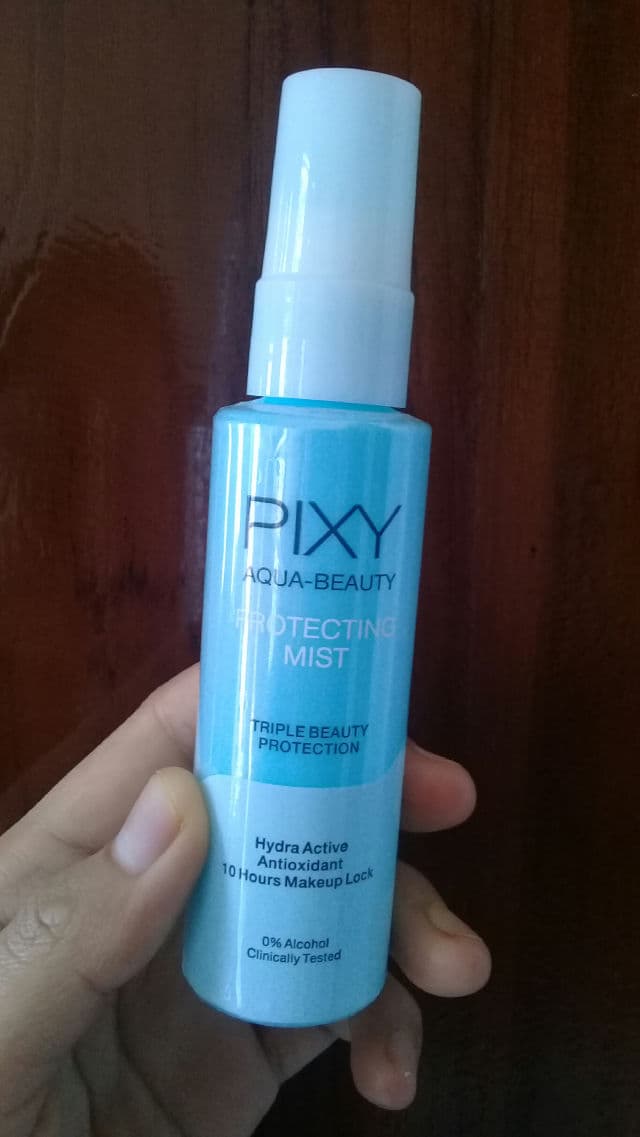 PIXY
AQUA-BEAUTY
PROTECTING
MIST
TRIPLE BEAUTY
PROTECTION
Hydra Active
Antioxidant
10 Hours Makeup Lock
0% Alcohol
Clinically Tested